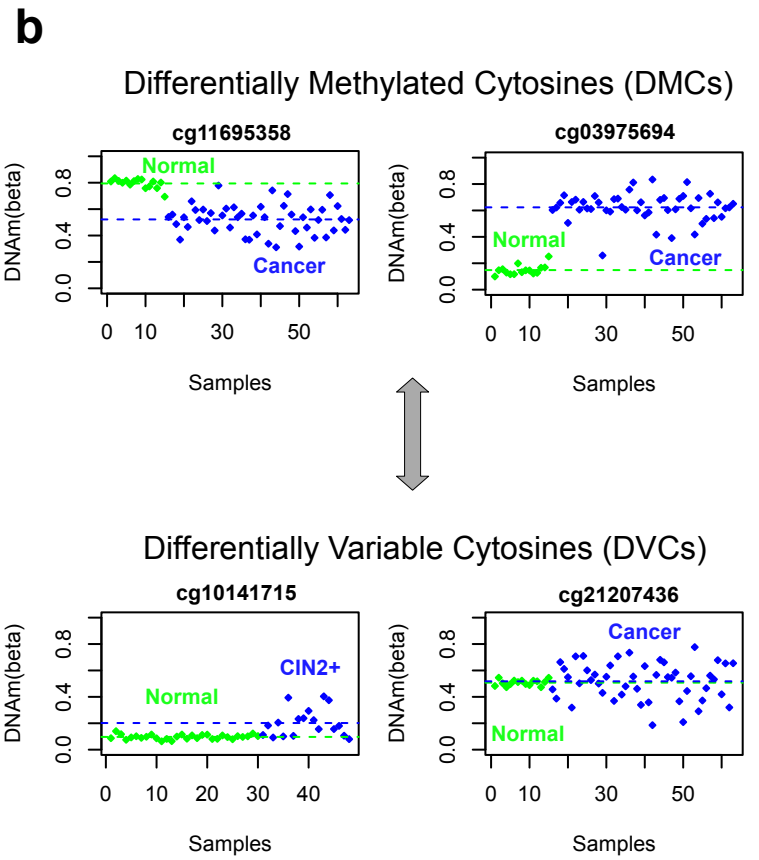 b
Differentially Methylated Cytosines (DMCs)
cg11695358
Normal
Cancer
DNAm(beta)
0.0 0.4 0.8
0 10 30 50
Samples
cg03975694
Normal
Cancer
DNAm(beta)
0.0 0.4 0.8
0 10 30 50
Samples
Differentially Variable Cytosines (DVCs)
cg10141715
CIN2+
Normal
DNAm(beta)
0.0 0.4 0.8
0 10 20 30 40
Samples
cg21207436
Cancer
Normal
DNAm(beta)
0.0 0.4 0.8
0 10 30 50
Samples